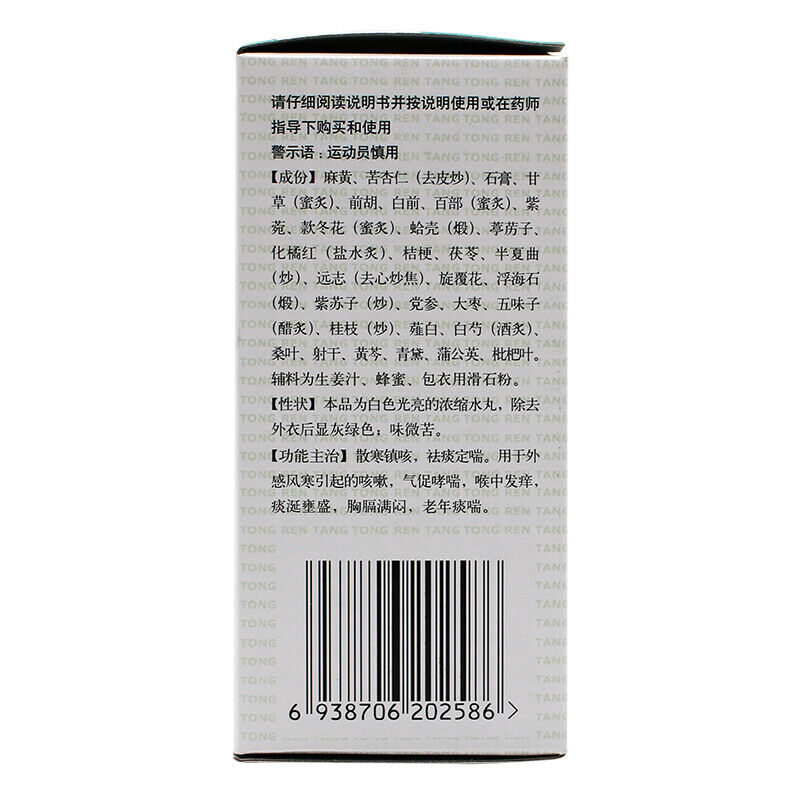 请仔细阅读说明书并按说明使用或在药师
指导下购买和使用
警示语:运动员慎用
【成份】麻黄、苦杏仁(去皮炒)、石膏、甘
草(蜜炙)、前胡、白前、百部(蜜炙)、紫
菀、款冬花(蜜炙)、蛤壳(煅)、葶苈子、
化橘红(盐水炙)、桔梗、茯苓、半夏曲
(炒)、远志(去心炒焦)、旋覆花、浮海石
(煅)、紫苏子(炒)、党参、大枣、五味子
(醋炙)、桂枝(炒)、薤白、白芍(酒炙)、
桑叶、射干、黄芩、青黛、蒲公英、枇杷叶。
辅料为生姜汁、蜂蜜、包衣用滑石粉。
【性状】本品为白色光亮的浓缩水丸,除去
外衣后显灰绿色;味微苦。
【功能主治】散寒镇咳,祛痰定喘。用于外
感风寒引起的咳嗽,气促哮喘,喉中发痒,
痰涎壅盛,胸膈满闷,老年痰喘。
TONG REN TANG TONG REN TANG TONG REN TANG
6 938706 202586 >